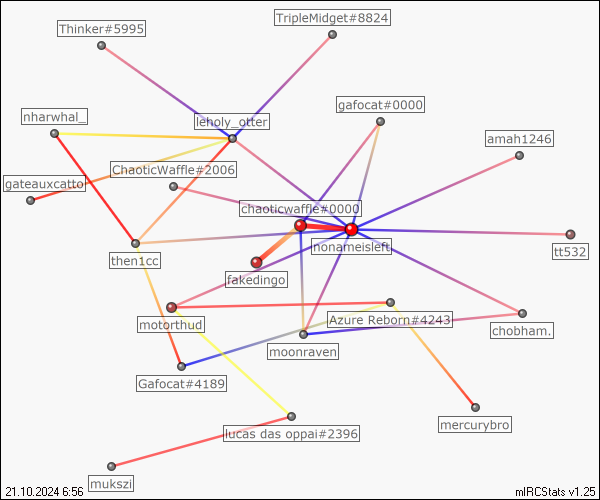 Thinker#5995
TripleMidget#8824
nharwhal_
leholy_otter
gafocat#0000
amah1246
ChaoticWaffle#2006
gateauxcatto
chaoticwaffle#0000
nonameisleft
then1cc
tt532
fakedingo
motorthud
Azure Reborn#4243
chobham.
moonraven
Gafocat#4189
lucas das oppai#2396
mercurybro
mukszi
21.10.2024 6:56
mIRCStats v1.25